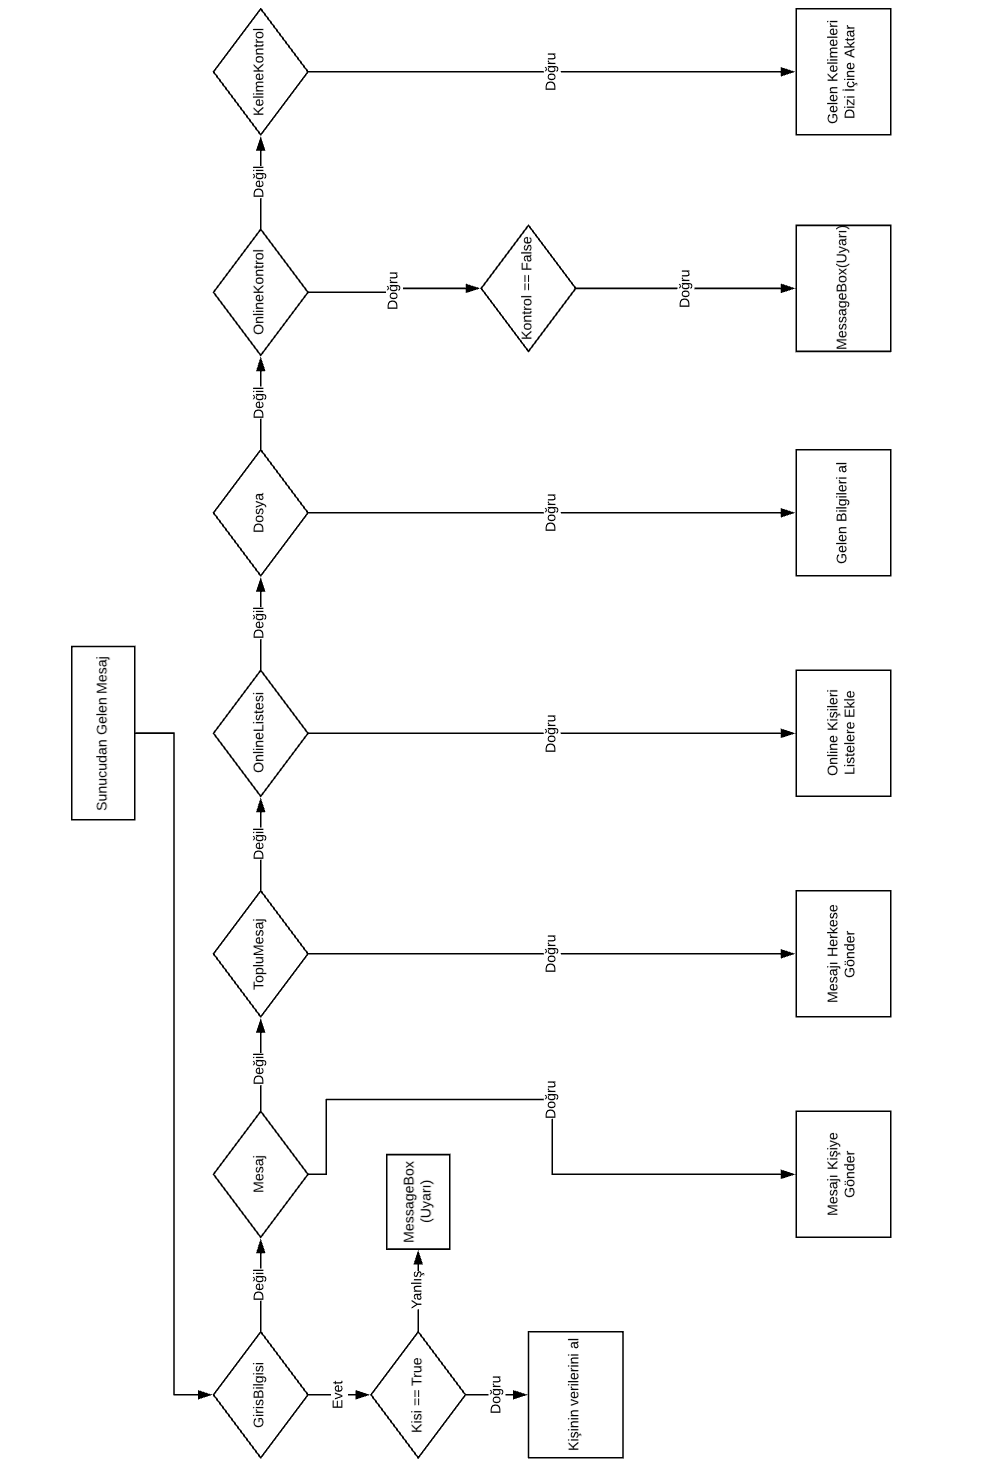 Sunucudan Gelen Mesaj
GirisBilgisi
Değil
Mesaj
Değil
TopluMesaj
Değil
OnlineListesi
Değil
Dosya
Değil
OnlineKontrol
Değil
KelimeKontrol
Evet
Kisi == True
Yanlış
MessageBox
(Uyarı)
Doğru
Kişinin verilerini al
Doğru
Mesajı Kişiye
Gönder
Doğru
Mesajı Herkese
Gönder
Doğru
Online Kişileri
Listelere Ekle
Doğru
Gelen Bilgileri al
Doğru
Kontrol == False
Doğru
MessageBox(Uyarı)
Doğru
Gelen Kelimeleri
Dizi İçine Aktar